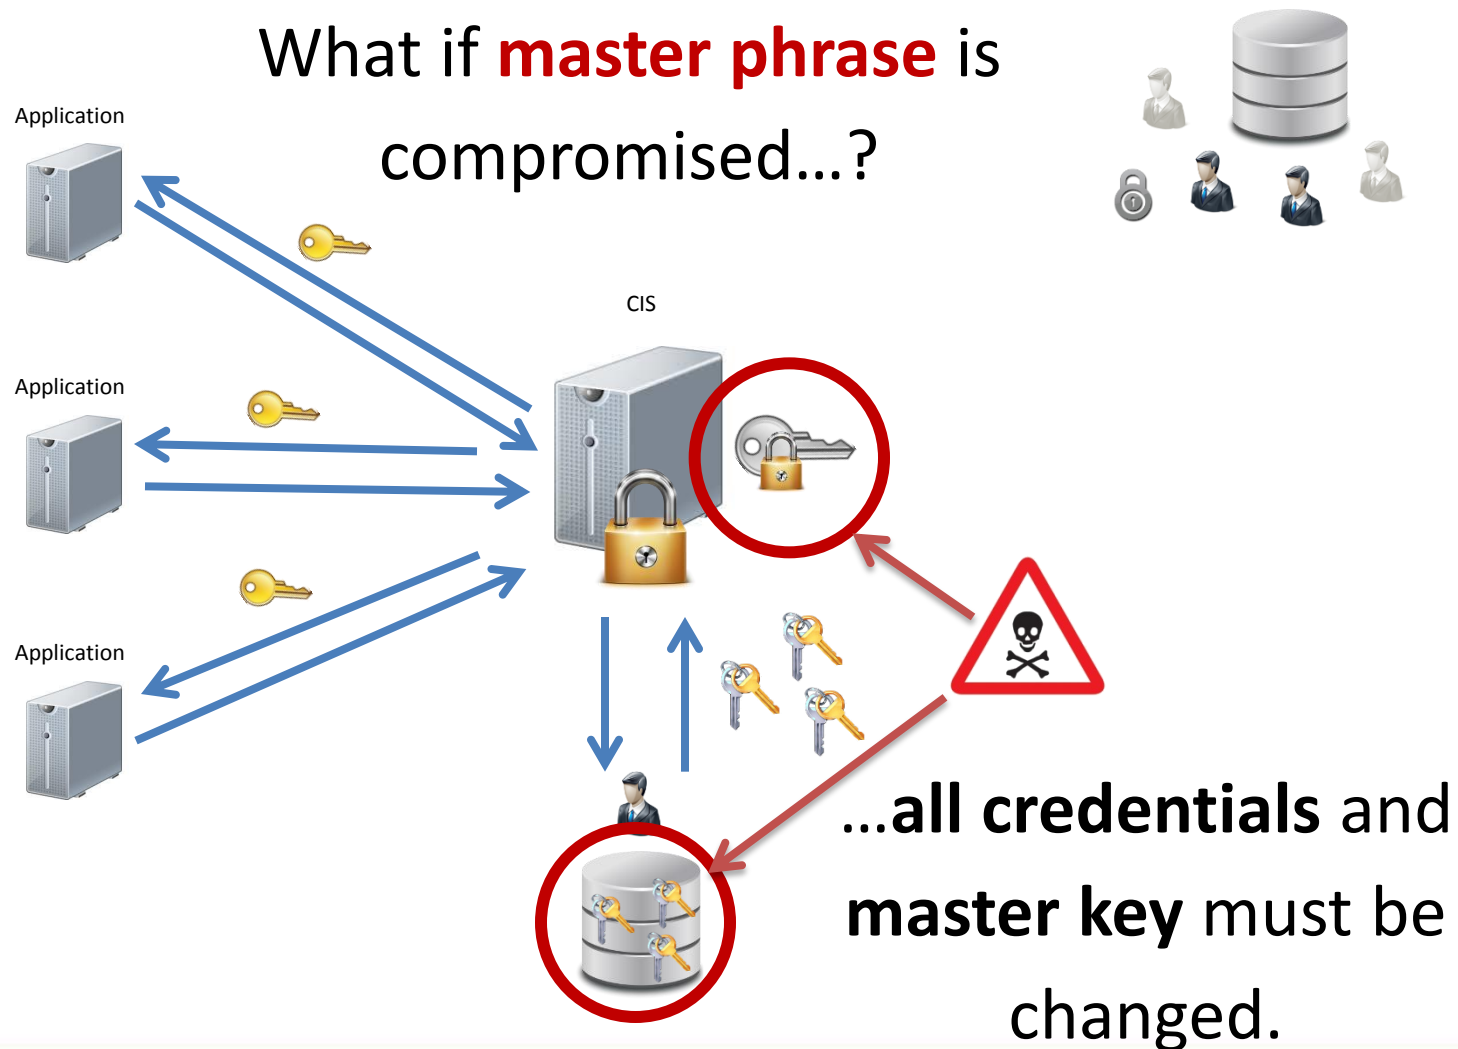 What if master phrase is
compromised...?
Application
CIS
Application
Application
...all credentials and
master key must be
changed.